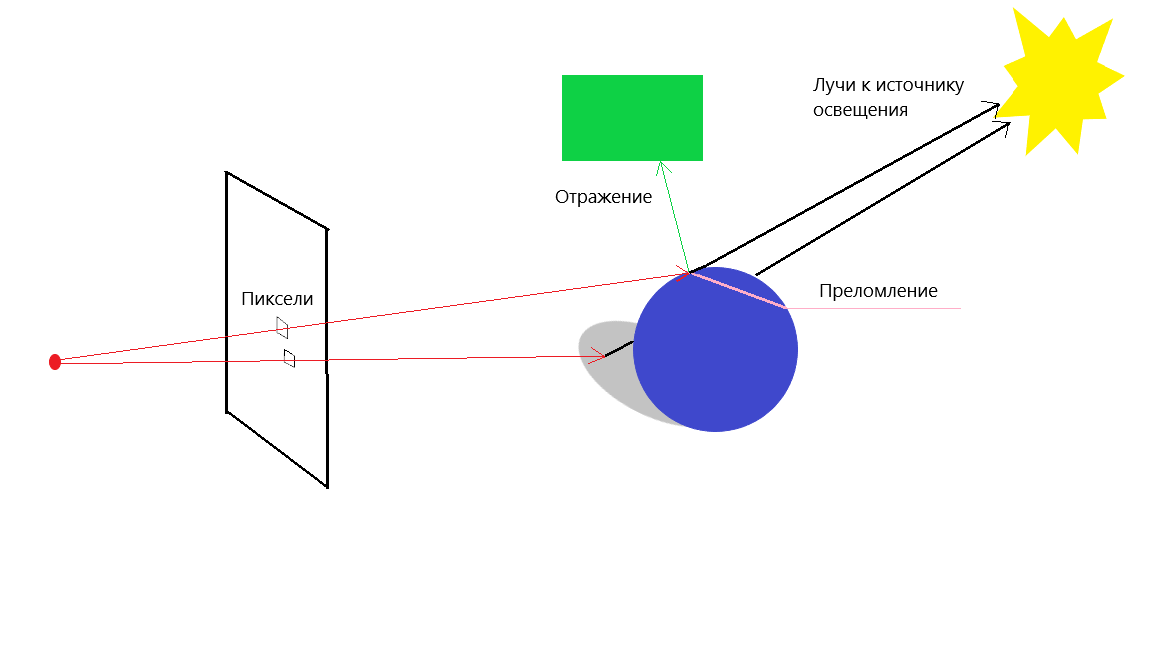 Лучи к источнику
освещения
Отражение
Преломление
Пиксели